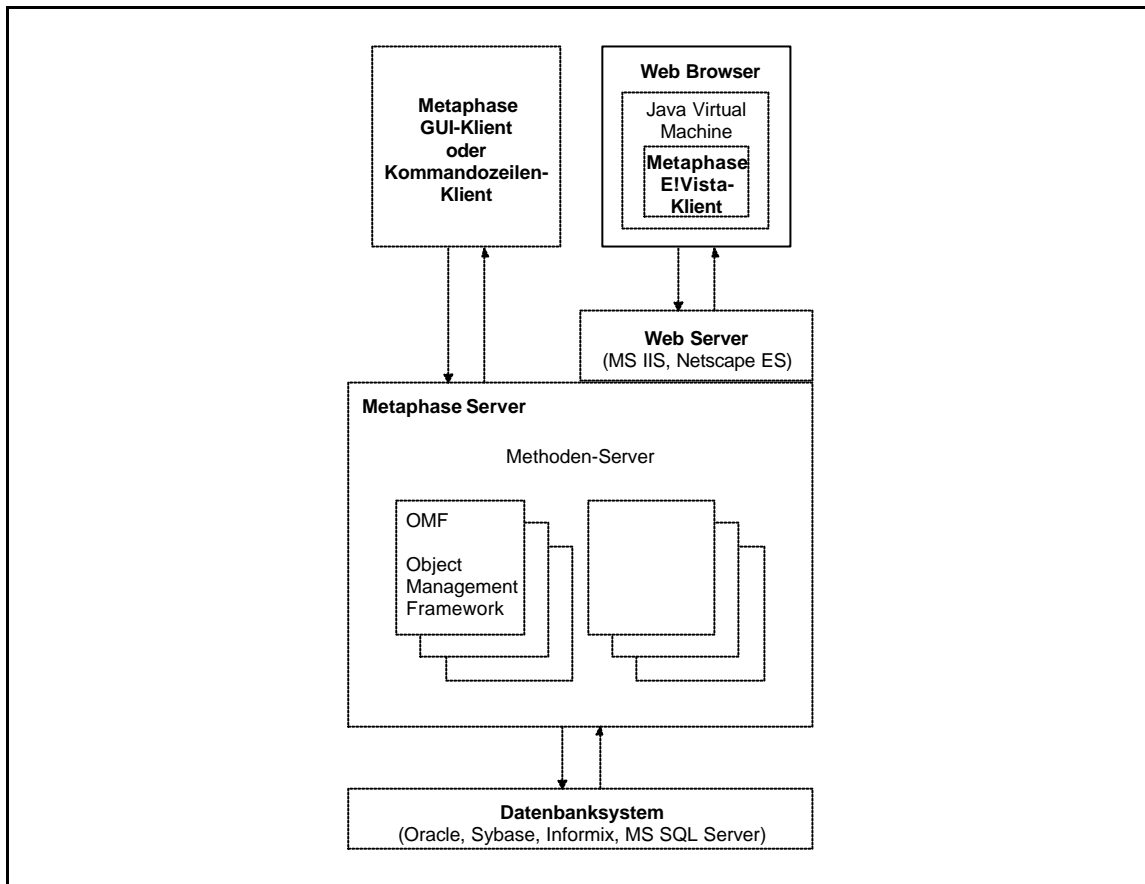 Metaphase
GUI-Klient
oder
Kommandozeilen-
Klient
Web Browser
Java Virtual
Machine
Metaphase
E!Vista-
Klient
Web Server
(MS IIS, Netscape ES)
Metaphase Server
Methoden-Server
OMF
Object
Management
Framework
Datenbanksystem
(Oracle, Sybase, Informix, MS SQL Server)